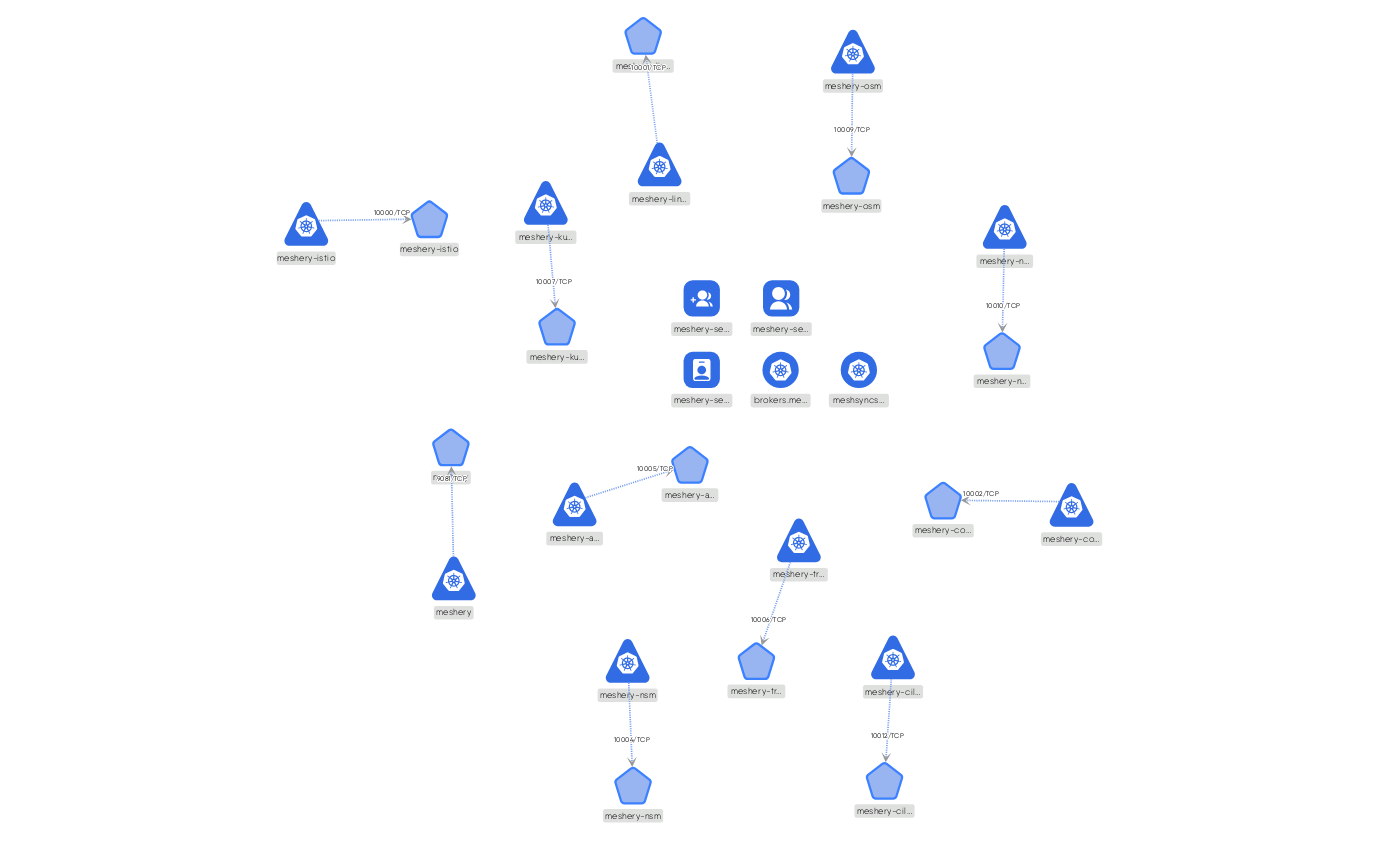 10001/TCP
meshery-osm
10009/TCP
meshery-lin...
meshery-osm
10000/TCP
meshery-istio
meshery-istio
meshery-ku...
10007/TCP
meshery-ku...
meshery-n...
10010/TCP
meshery-n...
meshery-se...
meshery-se...
meshery-se...
brokers.me...
meshsyncs...
9081/TCP
meshery
10005/TCP
meshery-a...
meshery-a...
10002/TCP
meshery-co...
meshery-co...
meshery-tr...
10006/TCP
meshery-tr...
meshery-nsm
10004/TCP
meshery-nsm
meshery-cil...
10012/TCP
meshery-cil...